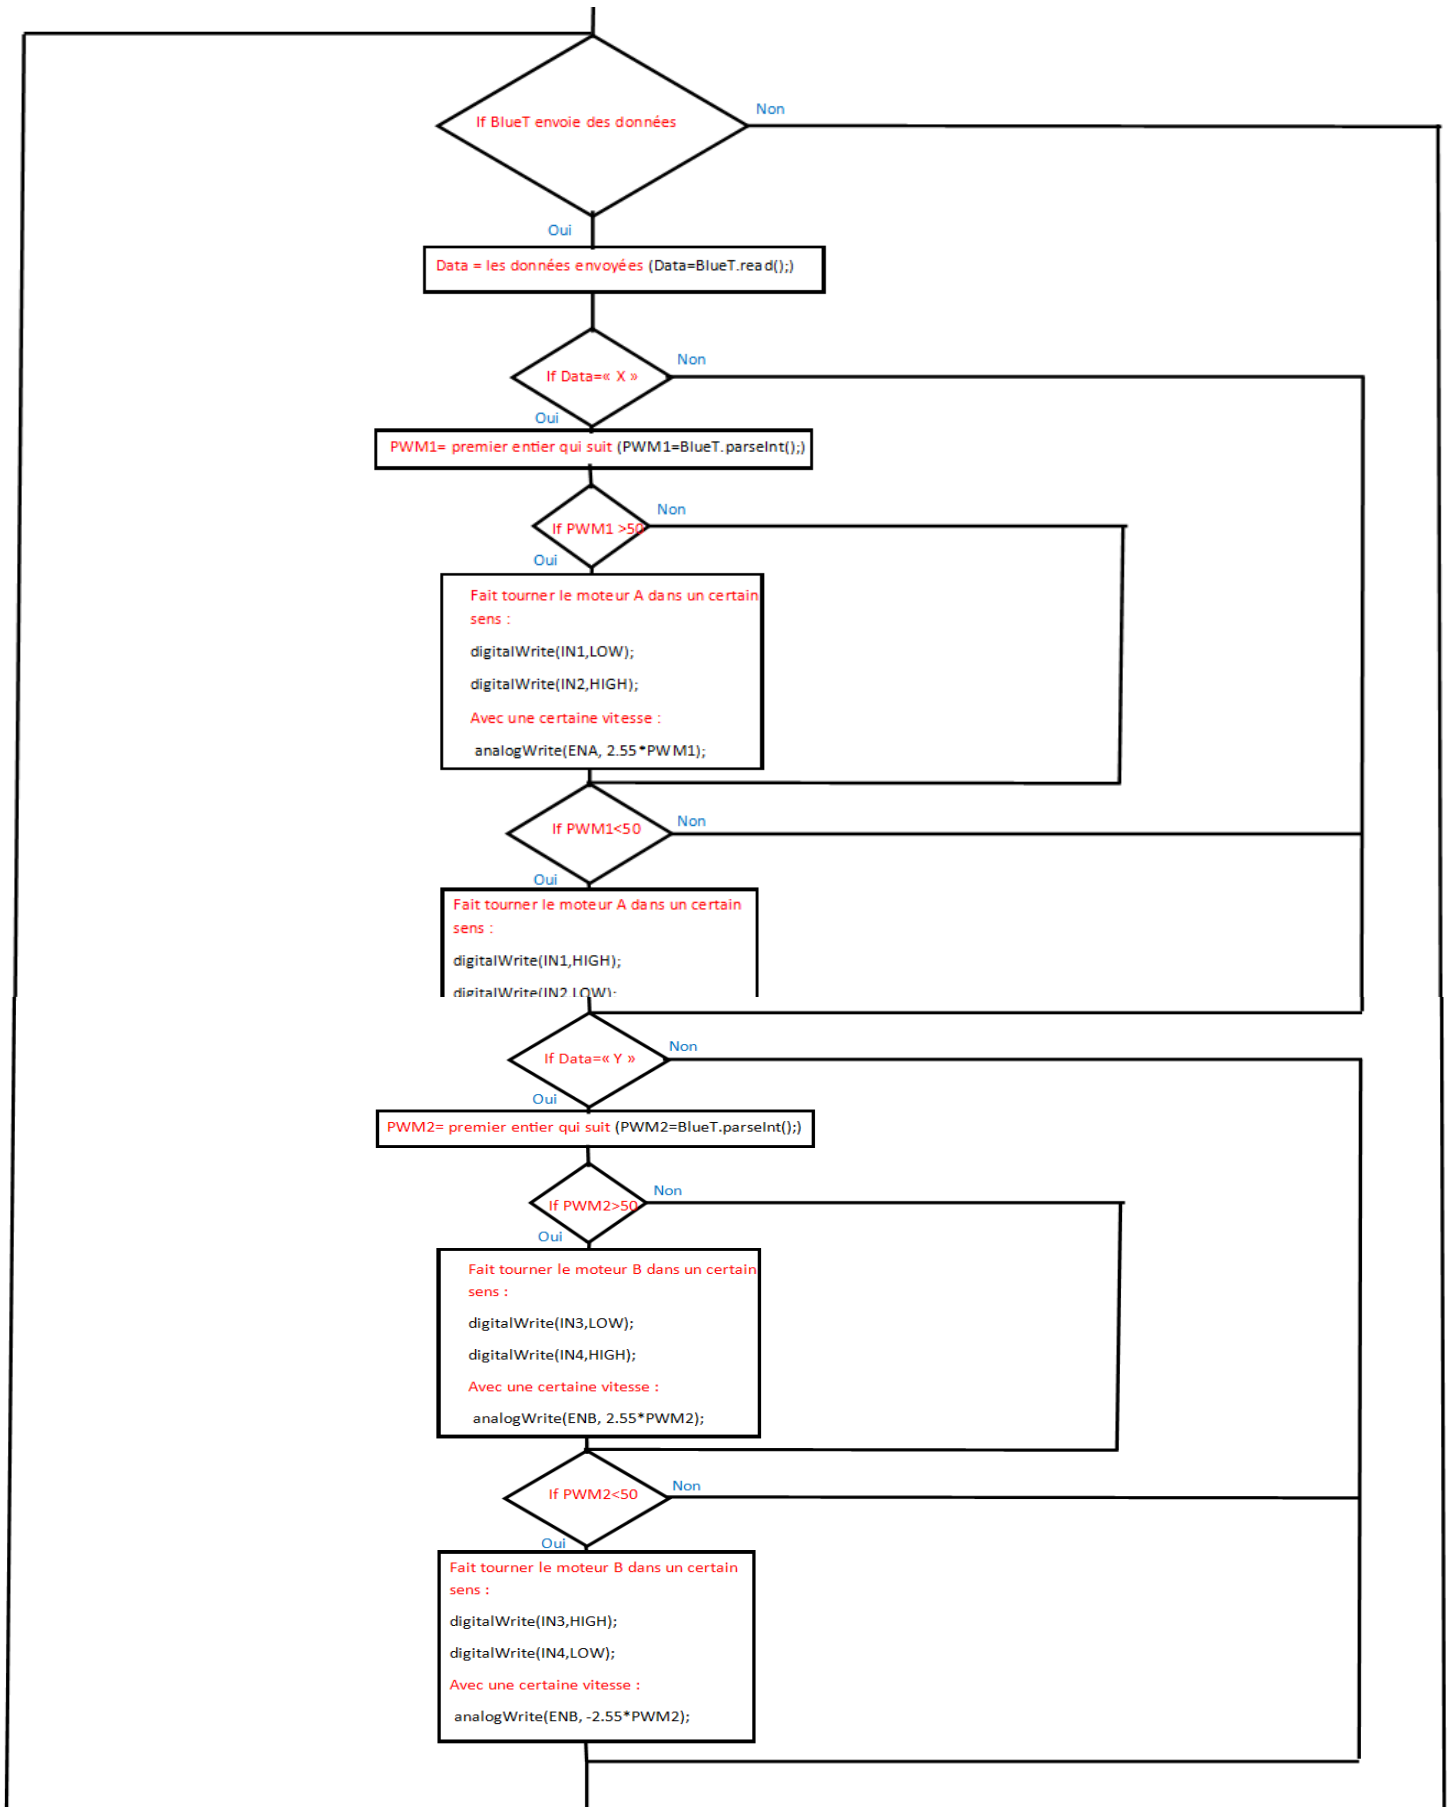 Non
If BlueT envoie des données
Oui
Data = les données envoyées (Data=BlueT.read();)
Non
If Data=« X »
Oui
PWM1= premier entier qui suit (PWM1=BlueT.parseInt();)
Non
If PWM1 >50
Oui
Fait tourner le moteur A dans un certain
sens :
digitalWrite(IN1,LOW);
digitalWrite(IN2,HIGH);
Avec une certaine vitesse :
analogWrite(ENA, 2.55*PWM1);
Non
If PWM1<50
Oui
Fait tourner le moteur A dans un certain
sens :
digitalWrite(IN1,HIGH);
digitalWrite(IN2,LOW);
Non
If Data=« Y »
Oui
PWM2= premier entier qui suit (PWM2=BlueT.parseInt();)
Non
If PWM2>50
Oui
Fait tourner le moteur B dans un certain
sens :
digitalWrite(IN3,LOW);
digitalWrite(IN4,HIGH);
Avec une certaine vitesse :
analogWrite(ENB, 2.55*PWM2);
Non
If PWM2<50
Oui
Fait tourner le moteur B dans un certain
sens :
digitalWrite(IN3,HIGH);
digitalWrite(IN4,LOW);
Avec une certaine vitesse :
analogWrite(ENB, -2.55*PWM2);